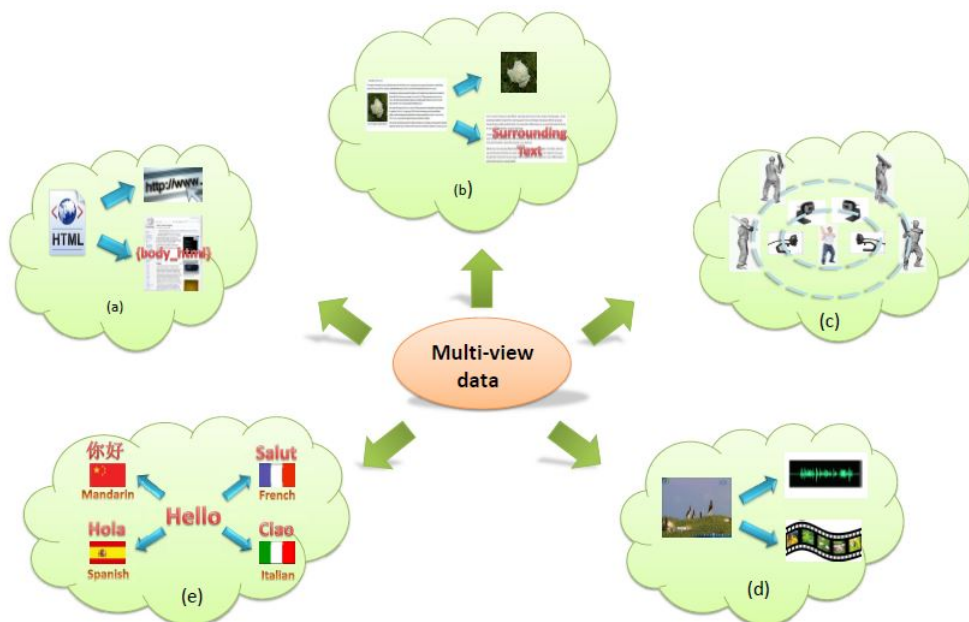 Surrounding
Text
(b)
http://www.
HTML
{body_html}
(a)
(c)
Multi-view
data
你好
Mandarin
Salut
French
Hello
Hola
Spanish
Ciao
Italian
(e)
(d)